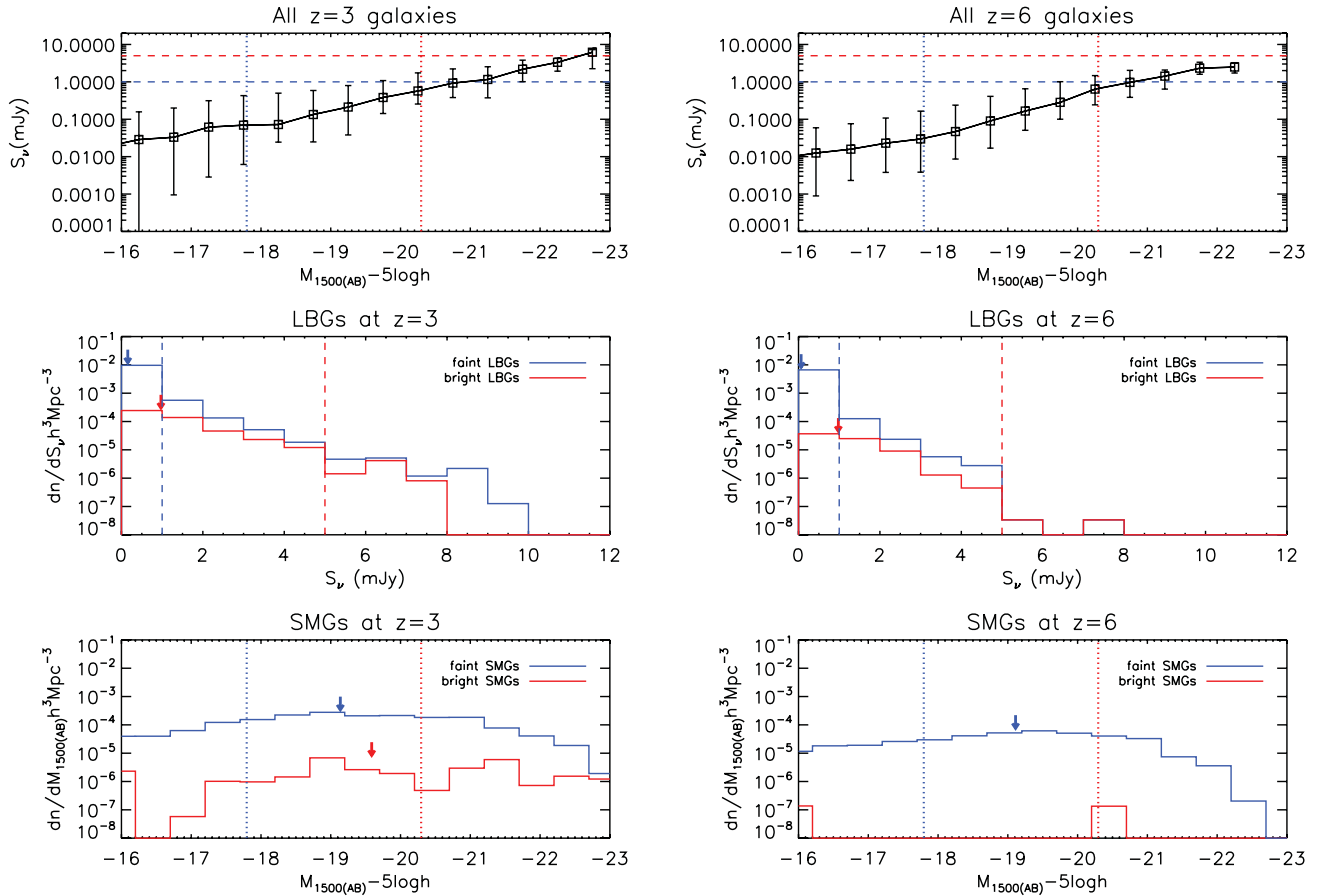 All z=3 galaxies
10.0000
1.0000
0.1000
0.0100
0.0010
0.0001
Sν(mJy)
-16 -17 -18 -19 -20 -21 -22 -23
M1500(AB)-5logh
All z=6 galaxies
10.0000
1.0000
0.1000
0.0100
0.0010
0.0001
Sν(mJy)
-16 -17 -18 -19 -20 -21 -22 -23
M1500(AB)-5logh
LBGs at z=3
faint LBGs
bright LBGs
10^-1
10^-2
10^-3
10^-4
10^-5
10^-6
10^-7
10^-8
dn/dSνh^3Mpc^-3
0 2 4 6 8 10 12
Sν (mJy)
LBGs at z=6
faint LBGs
bright LBGs
10^-1
10^-2
10^-3
10^-4
10^-5
10^-6
10^-7
10^-8
dn/dSνh^3Mpc^-3
0 2 4 6 8 10 12
Sν (mJy)
SMGs at z=3
faint SMGs
bright SMGs
10^-1
10^-2
10^-3
10^-4
10^-5
10^-6
10^-7
10^-8
dn/dM1500(AB)h^3Mpc^-3
-16 -17 -18 -19 -20 -21 -22 -23
M1500(AB)-5logh
SMGs at z=6
faint SMGs
bright SMGs
10^-1
10^-2
10^-3
10^-4
10^-5
10^-6
10^-7
10^-8
dn/dM1500(AB)h^3Mpc^-3
-16 -17 -18 -19 -20 -21 -22 -23
M1500(AB)-5logh